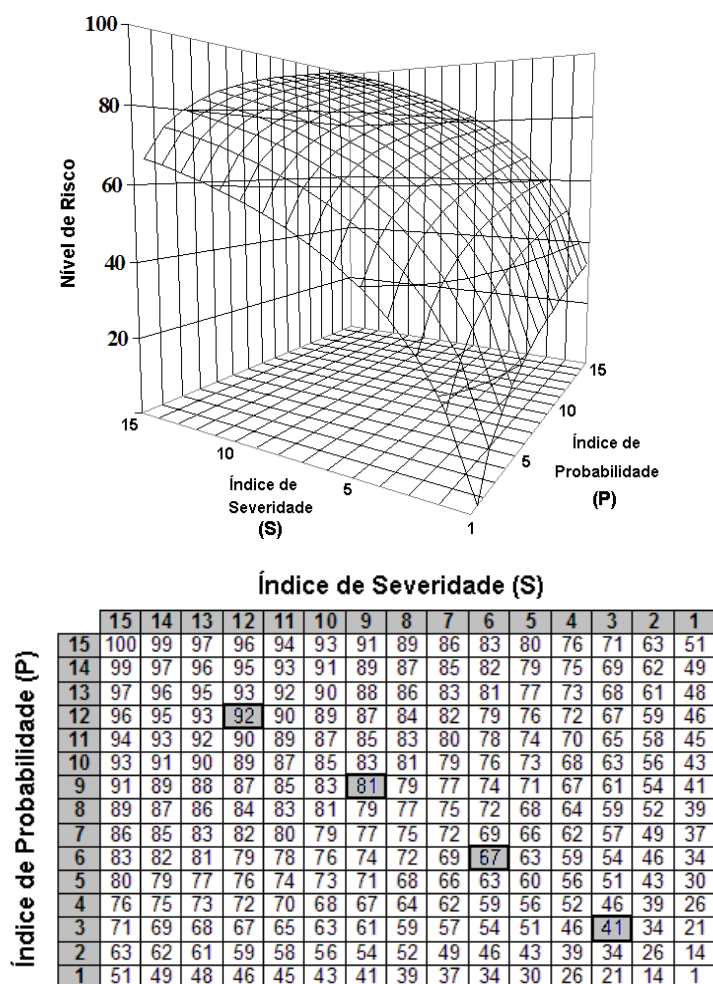 100
80
60
40
20
Nível de Risco
15
10
5
1
Índice de
Severidade
(S)
15
10
5
Índice de
Probabilidade
(P)
Índice de Severidade (S)
Índice de Probabilidade (P)
15 14 13 12 11 10 9 8 7 6 5 4 3 2 1
15 100 99 97 96 94 93 91 89 86 83 80 76 71 63 51
14 99 97 96 95 93 91 89 87 85 82 79 75 69 62 49
13 97 96 95 93 92 90 88 86 83 81 77 73 68 61 48
12 96 95 93 92 90 89 87 84 82 79 76 72 67 59 46
11 94 93 92 90 89 87 85 83 80 78 74 70 65 58 45
10 93 91 90 89 87 85 83 81 79 76 73 68 63 56 43
9 91 89 88 87 85 83 81 79 77 74 71 67 61 54 41
8 89 87 86 84 83 81 79 77 75 72 68 64 59 52 39
7 86 85 83 82 80 79 77 75 72 69 66 62 57 49 37
6 83 82 81 79 78 76 74 72 69 67 63 59 54 46 34
5 80 79 77 76 74 73 71 68 66 63 60 56 51 43 30
4 76 75 73 72 70 68 67 64 62 59 56 52 46 39 26
3 71 69 68 67 65 63 61 59 57 54 51 46 41 34 21
2 63 62 61 59 58 56 54 52 49 46 43 39 34 26 14
1 51 49 48 46 45 43 41 39 37 34 30 26 21 14 1